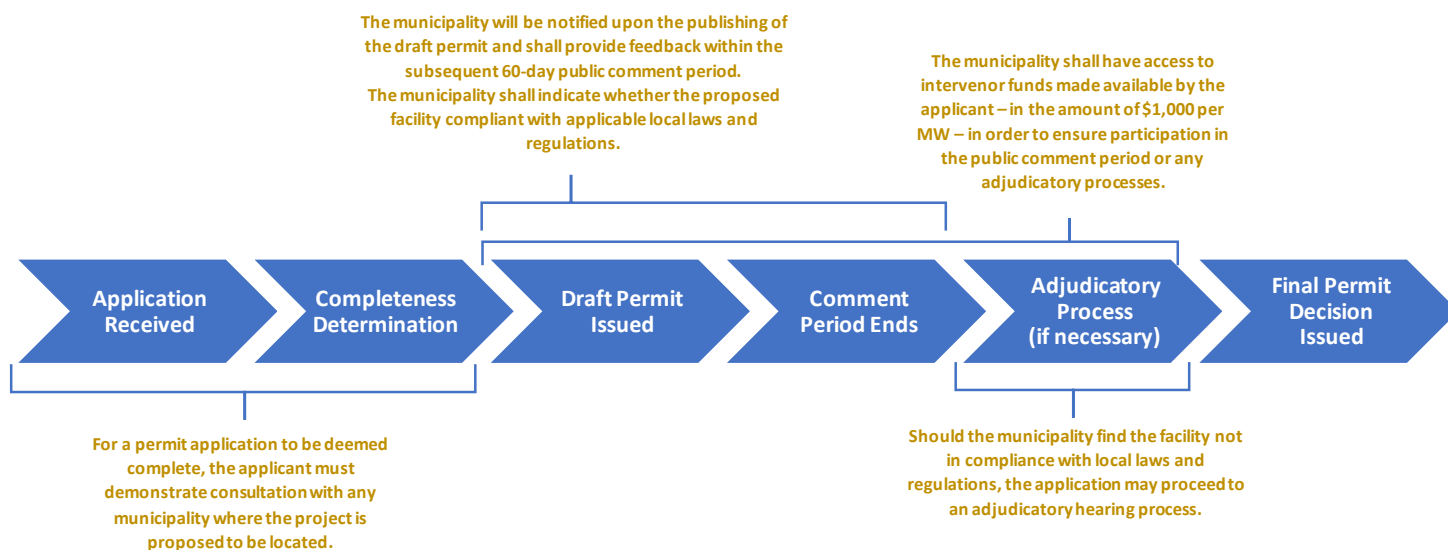 The municipality will be notified upon the publishing of
the draft permit and shall provide feedback within the
subsequent 60-day public comment period.
The municipality shall indicate whether the proposed
facility compliant with applicable local laws and
regulations.
The municipality shall have access to
intervenor funds made available by the
applicant – in the amount of $1,000 per
MW – in order to ensure participation in
the public comment period or any
adjudicatory processes.
Application
Received
Completeness
Determination
Draft Permit
Issued
Comment
Period Ends
Adjudicatory
Process
(if necessary)
Final Permit
Decision
Issued
For a permit application to be deemed
complete, the applicant must
demonstrate consultation with any
municipality where the project is
proposed to be located.
Should the municipality find the facility not
in compliance with local laws and
regulations, the application may proceed to
an adjudicatory hearing process.